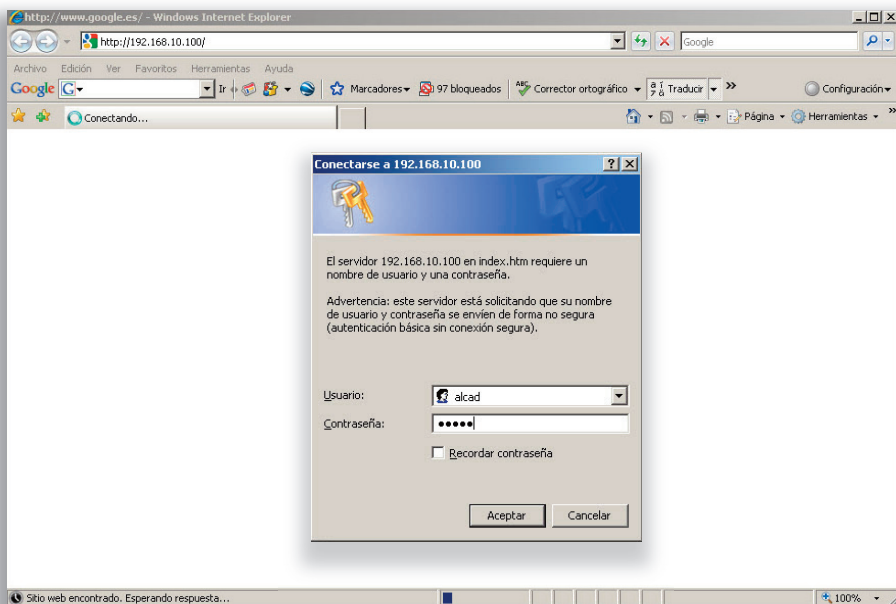 http://www.google.es/ - Windows Internet Explorer
http://192.168.10.100/
Google
Archivo Edición Ver Favoritos Herramientas Ayuda
Google G Ir Marcadores 97 bloqueados ABC Corrector ortográfico Traducir » Configuración
Conectando... Página Herramientas »
Conectarse a 192.168.10.100
El servidor 192.168.10.100 en index.htm requiere un
nombre de usuario y una contraseña.
Advertencia: este servidor está solicitando que su nombre
de usuario y contraseña se envíen de forma no segura
(autenticación básica sin conexión segura).
Usuario: alcad
Contraseña: •••••
Recordar contraseña
Aceptar Cancelar
Sitio web encontrado. Esperando respuesta... 100%